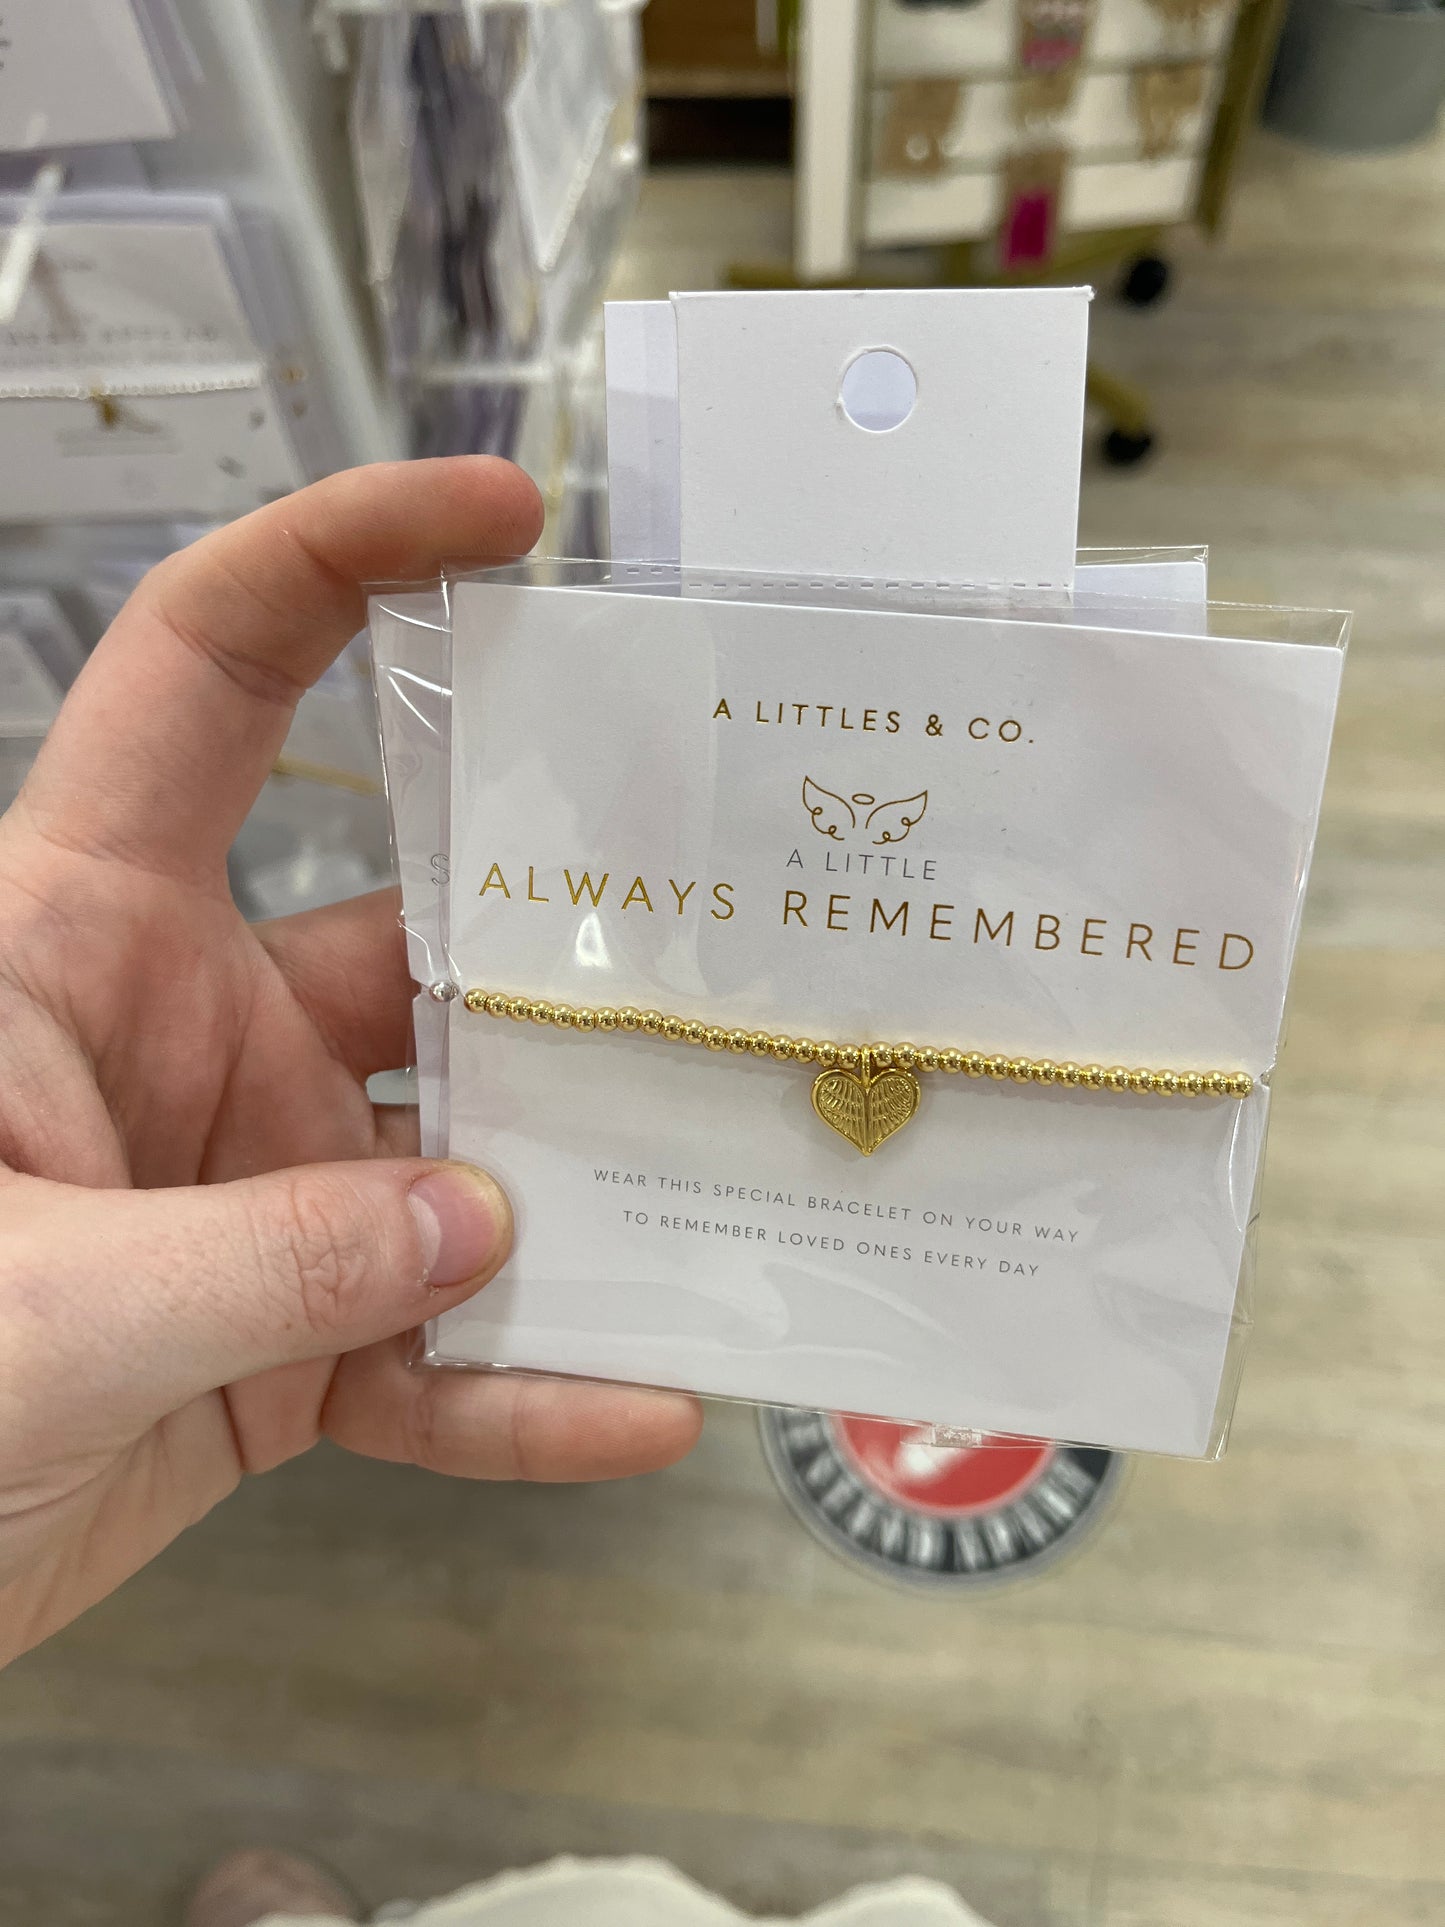 A LITTLES & CO.
A LITTLE
ALWAYS REMEMBERED
WEAR THIS SPECIAL BRACELET ON YOUR WAY
TO REMEMBER LOVED ONES EVERY DAY